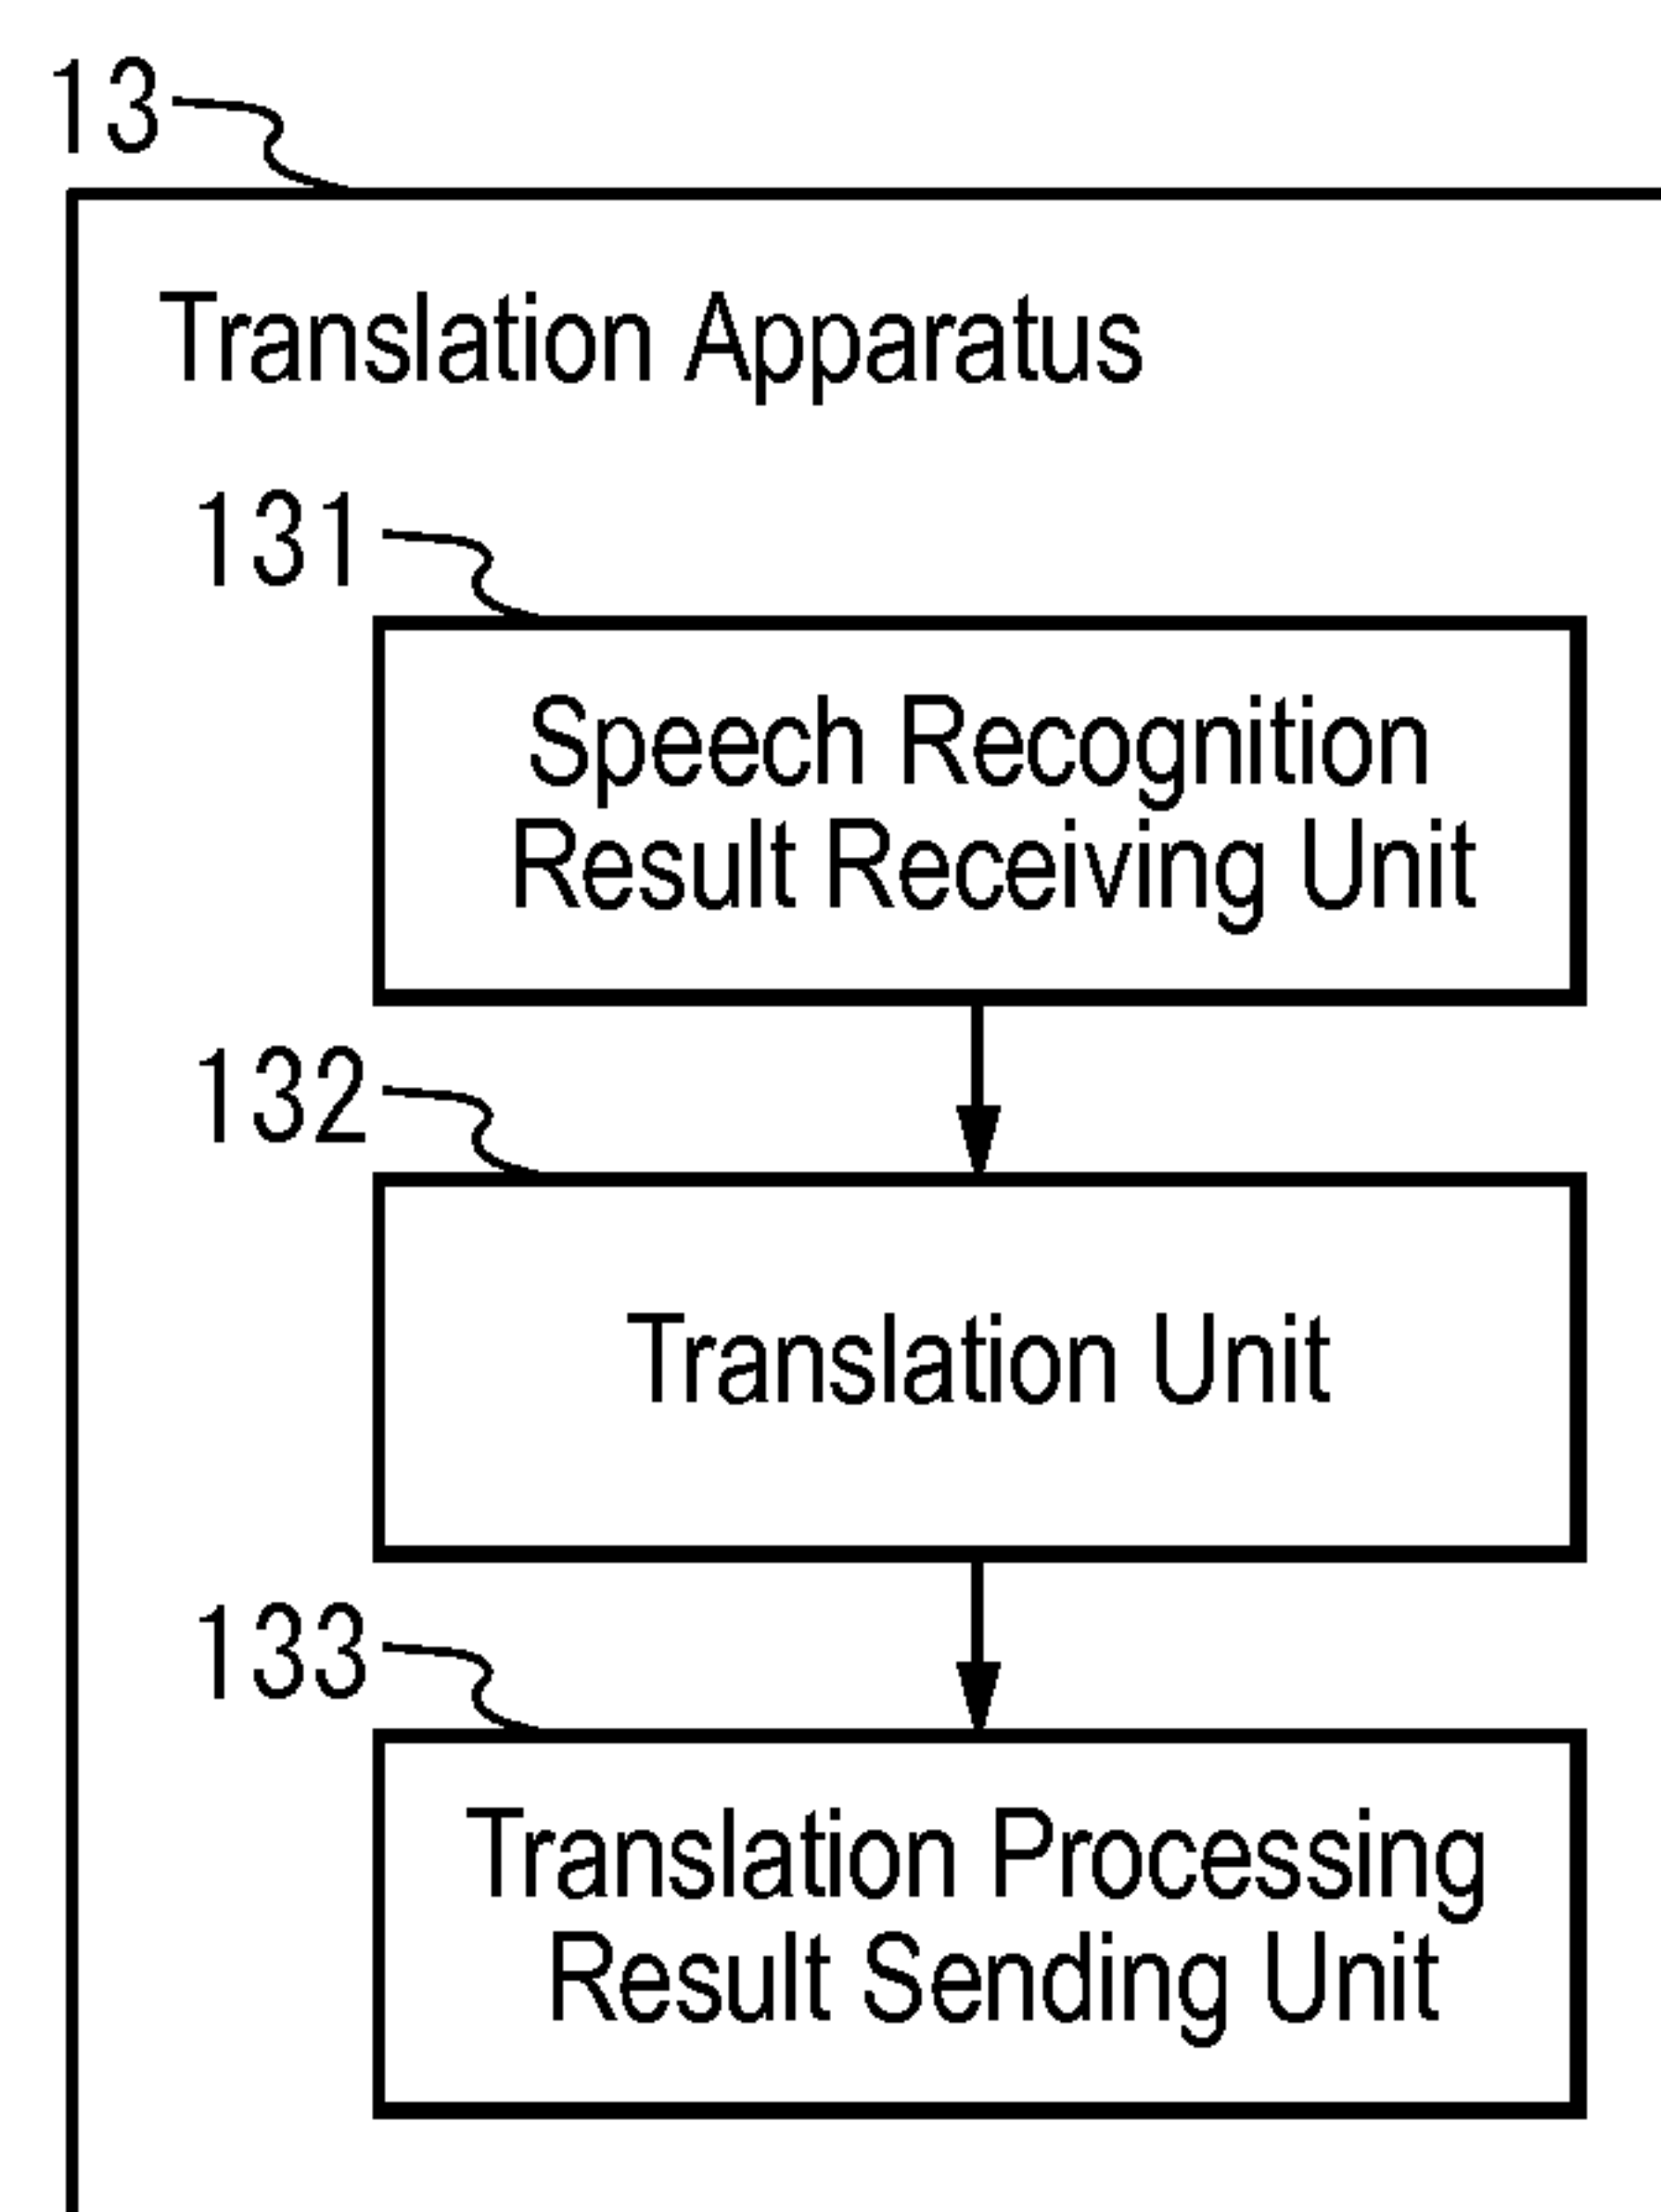 13
Translation Apparatus
131
Speech Recognition
Result Receiving Unit
132
Translation Unit
133
Translation Processing
Result Sending Unit